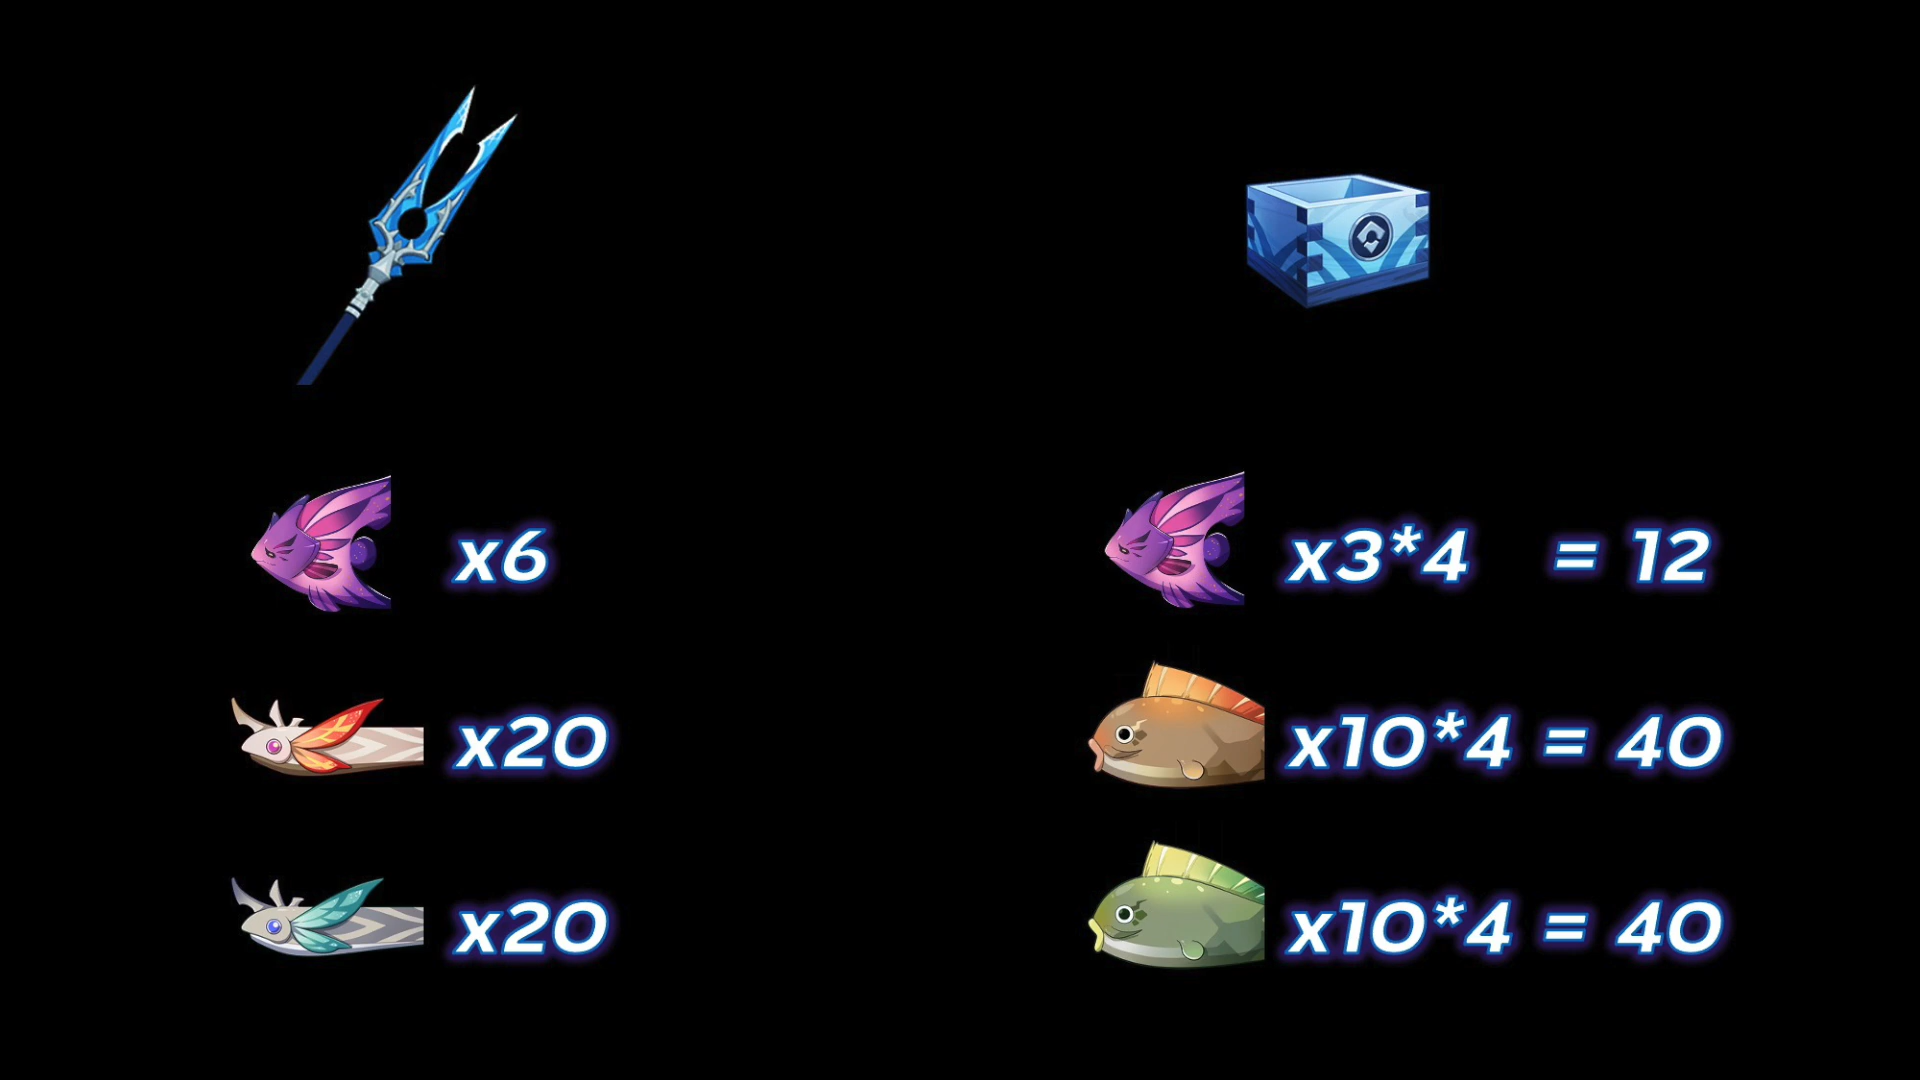 x6
x20
x20
x3*4 = 12
x10*4 = 40
x10*4 = 40